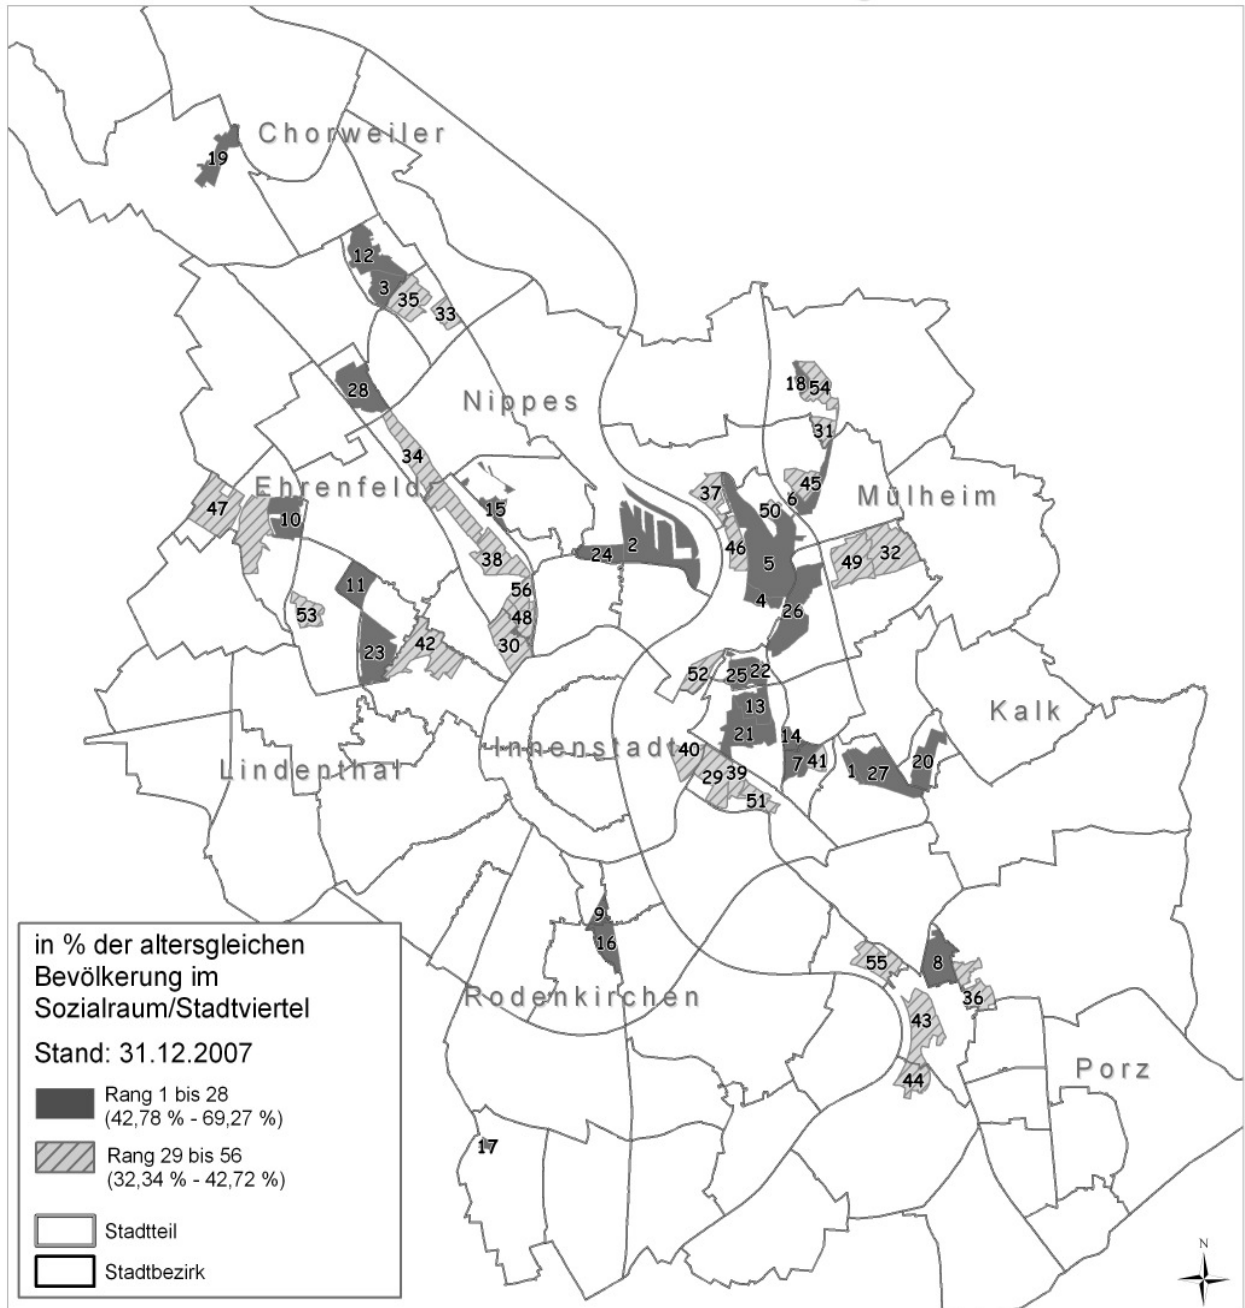 Chorweiler
19
12
3
35
33
28
Nippes
18
54
31
34
Ehrenfeld
47
10
15
37
45
6
50
Mülheim
38
24
2
46
5
49
32
11
56
4
26
53
48
42
30
23
52
25
22
13
Kalk
14
21
40
Innenstadt
Lindenthal
29
39
7
41
1
27
20
51
9
16
55
8
36
Rodenkirchen
43
44
Porz
17
in % der altersgleichen
Bevölkerung im
Sozialraum/Stadtviertel
Stand: 31.12.2007
Rang 1 bis 28
(42,78 % - 69,27 %)
Rang 29 bis 56
(32,34 % - 42,72 %)
Stadtteil
Stadtbezirk
N